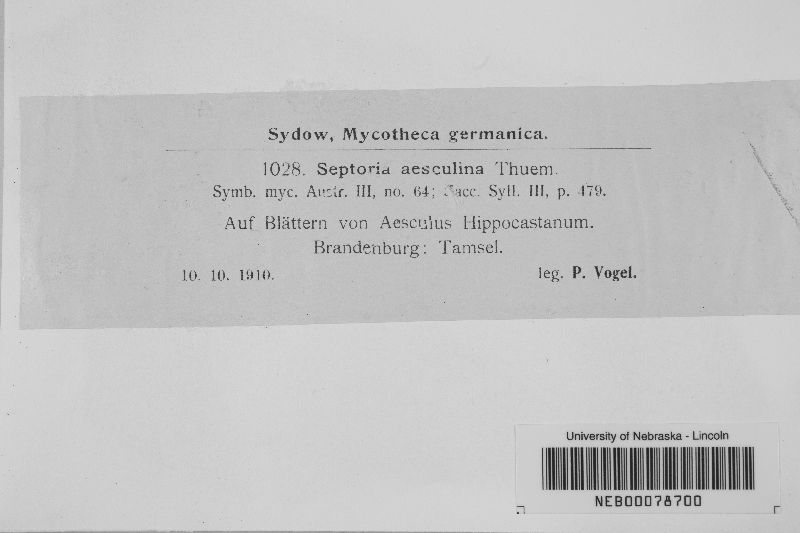 Sydow, Mycotheca germanica.
1028. Septoria aesculina Thuem.
Symb. myc. Austr. III, no. 64; Sacc. Syll. III, p. 479.
Auf Blättern von Aesculus Hippocastanum.
Brandenburg: Tamsel.
10. 10. 1910. leg. P. Vogel.
University of Nebraska - Lincoln
NEB00078700